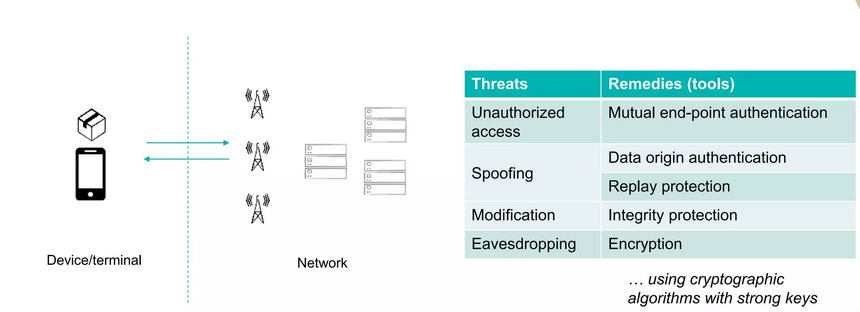 Device/terminal
Network
Threats
Remedies (tools)
Unauthorized
access
Mutual end-point authentication
Spoofing
Data origin authentication
Replay protection
Modification
Integrity protection
Eavesdropping
Encryption
… using cryptographic
algorithms with strong keys